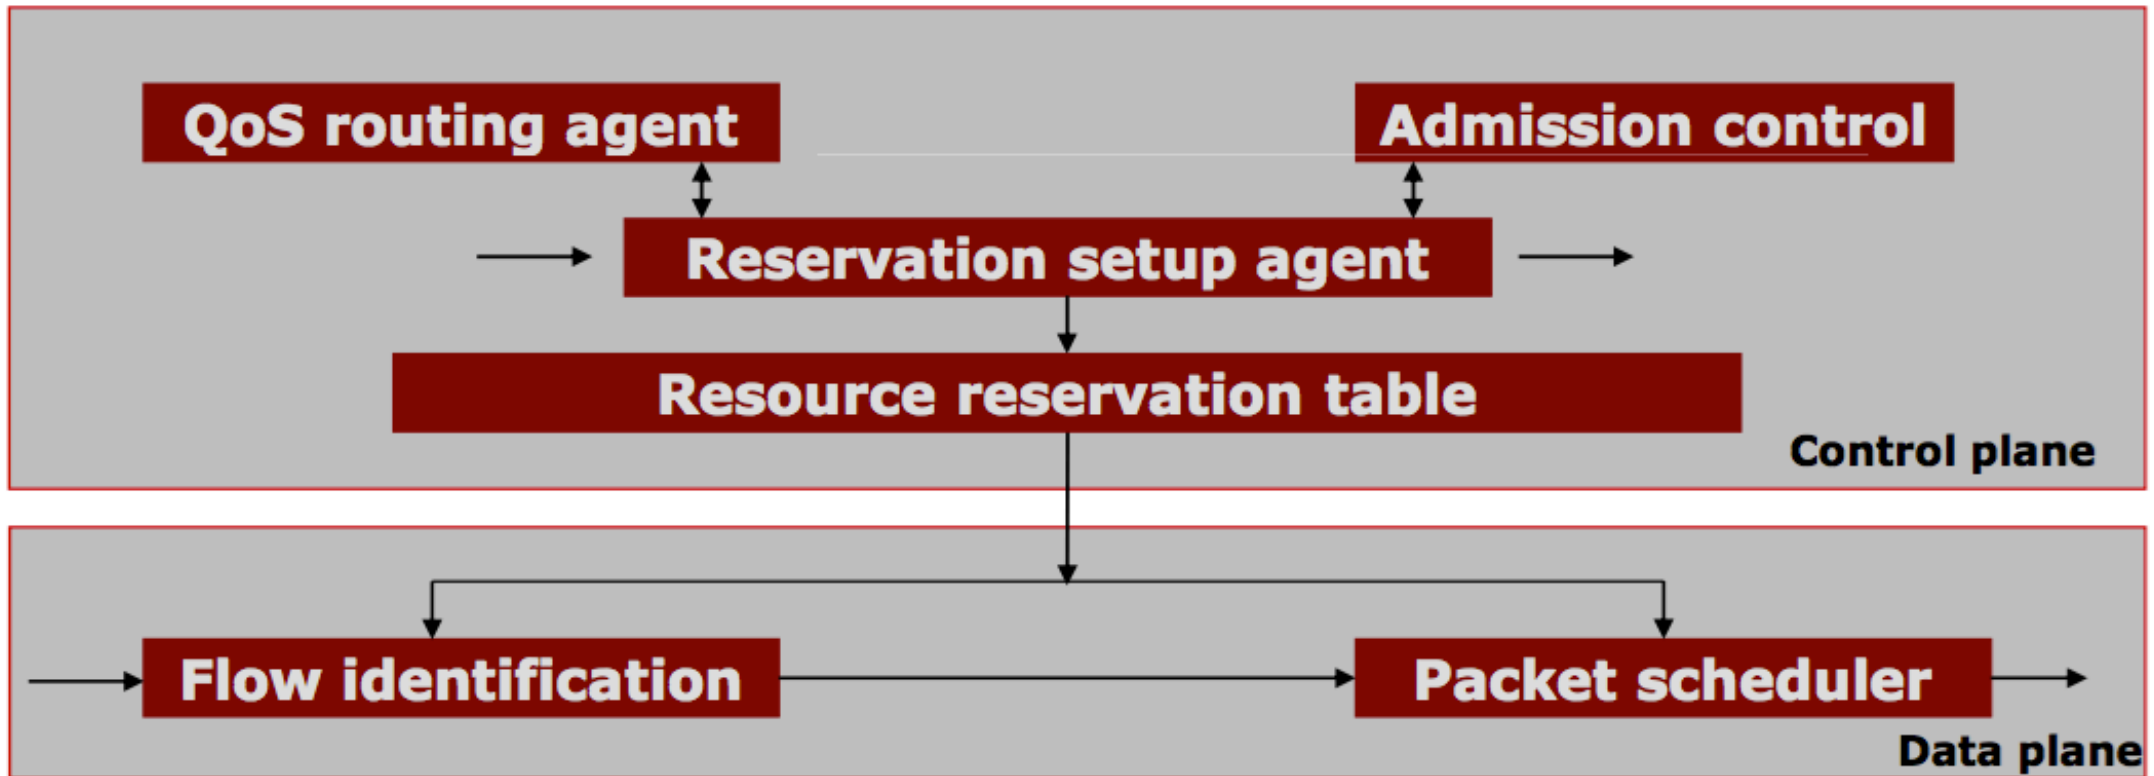 QoS routing agent
Admission control
Reservation setup agent
Resource reservation table
Control plane
Flow identification
Packet scheduler
Data plane